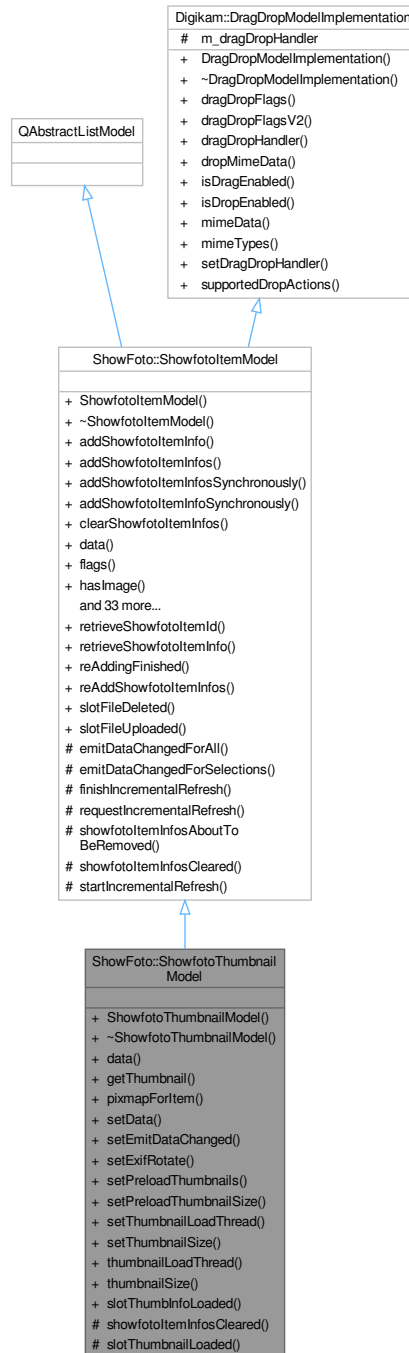 Digikam::DragDropModelImplementation
# m_dragDropHandler
+ DragDropModelImplementation()
+ ~DragDropModelImplementation()
+ dragDropFlags()
+ dragDropFlagsV2()
+ dragDropHandler()
+ dropMimeData()
+ isDragEnabled()
+ isDropEnabled()
+ mimeData()
+ mimeTypes()
+ setDragDropHandler()
+ supportedDropActions()
QAbstractListModel
ShowFoto::ShowfotoItemModel
+ ShowfotoItemModel()
+ ~ShowfotoItemModel()
+ addShowfotoItemInfo()
+ addShowfotoItemInfos()
+ addShowfotoItemInfosSynchronously()
+ addShowfotoItemInfoSynchronously()
+ clearShowfotoItemInfos()
+ data()
+ flags()
+ hasImage()
and 33 more...
+ retrieveShowfotoItemId()
+ retrieveShowfotoItemInfo()
+ reAddingFinished()
+ reAddShowfotoItemInfos()
+ slotFileDeleted()
+ slotFileUploaded()
# emitDataChangedForAll()
# emitDataChangedForSelections()
# finishIncrementalRefresh()
# requestIncrementalRefresh()
# showfotoItemInfosAboutTo
BeRemoved()
# showfotoItemInfosCleared()
# startIncrementalRefresh()
ShowFoto::ShowfotoThumbnail
Model
+ ShowfotoThumbnailModel()
+ ~ShowfotoThumbnailModel()
+ data()
+ getThumbnail()
+ pixmapForItem()
+ setData()
+ setEmitDataChanged()
+ setExifRotate()
+ setPreloadThumbnails()
+ setPreloadThumbnailSize()
+ setThumbnailLoadThread()
+ setThumbnailSize()
+ thumbnailLoadThread()
+ thumbnailSize()
+ slotThumbInfoLoaded()
# showfotoItemInfosCleared()
# slotThumbnailLoaded()